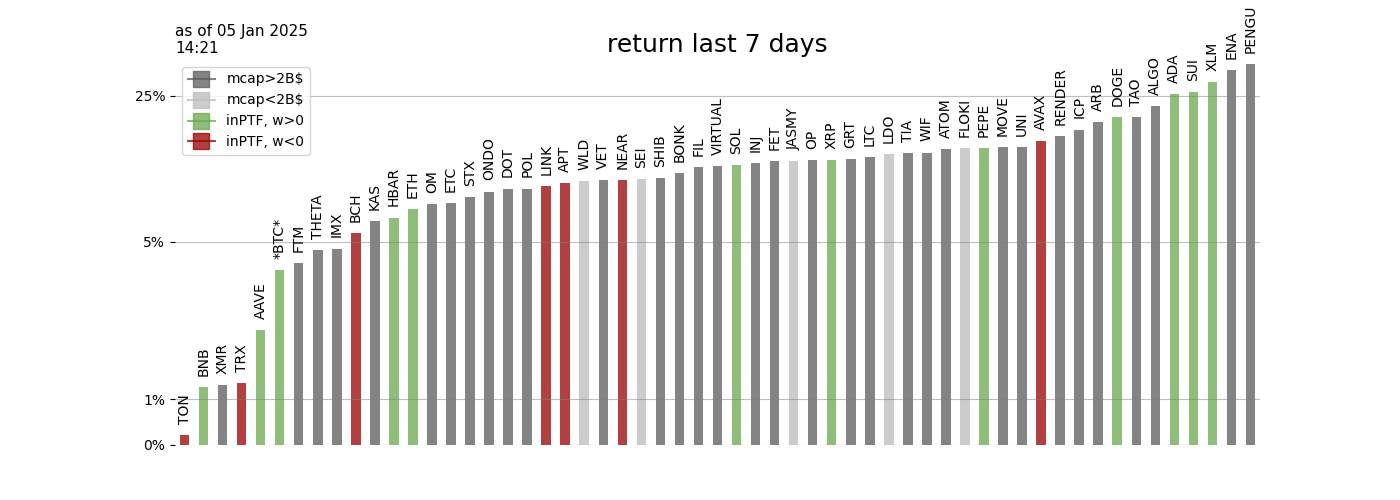 as of 05 Jan 2025
14:21
return last 7 days
mcap>2B$
mcap<2B$
inPTF, w>0
inPTF, w<0
25%
5%
1%
0%
TON
BNB
XMR
TRX
AAVE
*BTC*
FTM
THETA
IMX
BCH
KAS
HBAR
ETH
OM
ETC
STX
ONDO
DOT
POL
LINK
APT
WLD
VET
NEAR
SEI
SHIB
BONK
FIL
VIRTUAL
SOL
INJ
FET
JASMY
OP
XRP
GRT
LTC
LDO
TIA
WIF
ATOM
FLOKI
PEPE
MOVE
UNI
AVAX
RENDER
ICP
ARB
DOGE
TAO
ALGO
ADA
SUI
XLM
ENA
PENGU